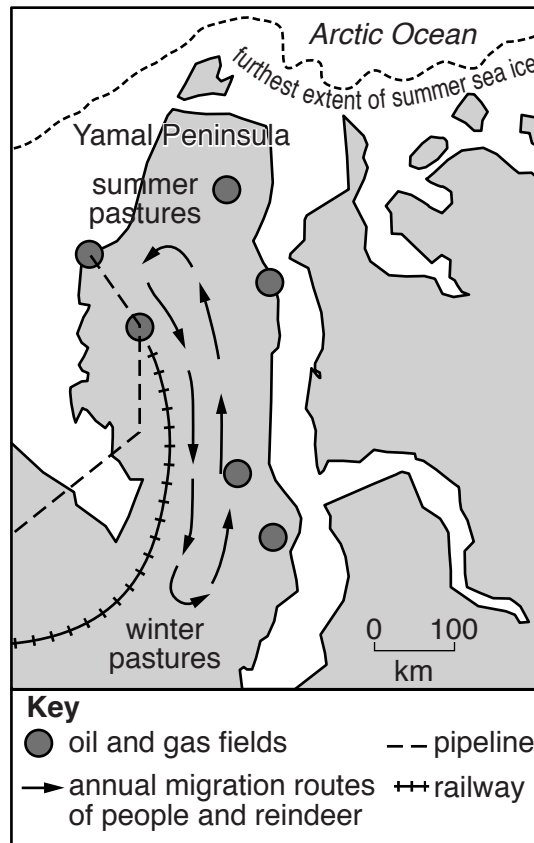 Arctic Ocean
furthest extent of summer sea ice
Yamal Peninsula
summer
pastures
winter
pastures
0 100
km
Key
oil and gas fields
pipeline
annual migration routes
of people and reindeer
railway